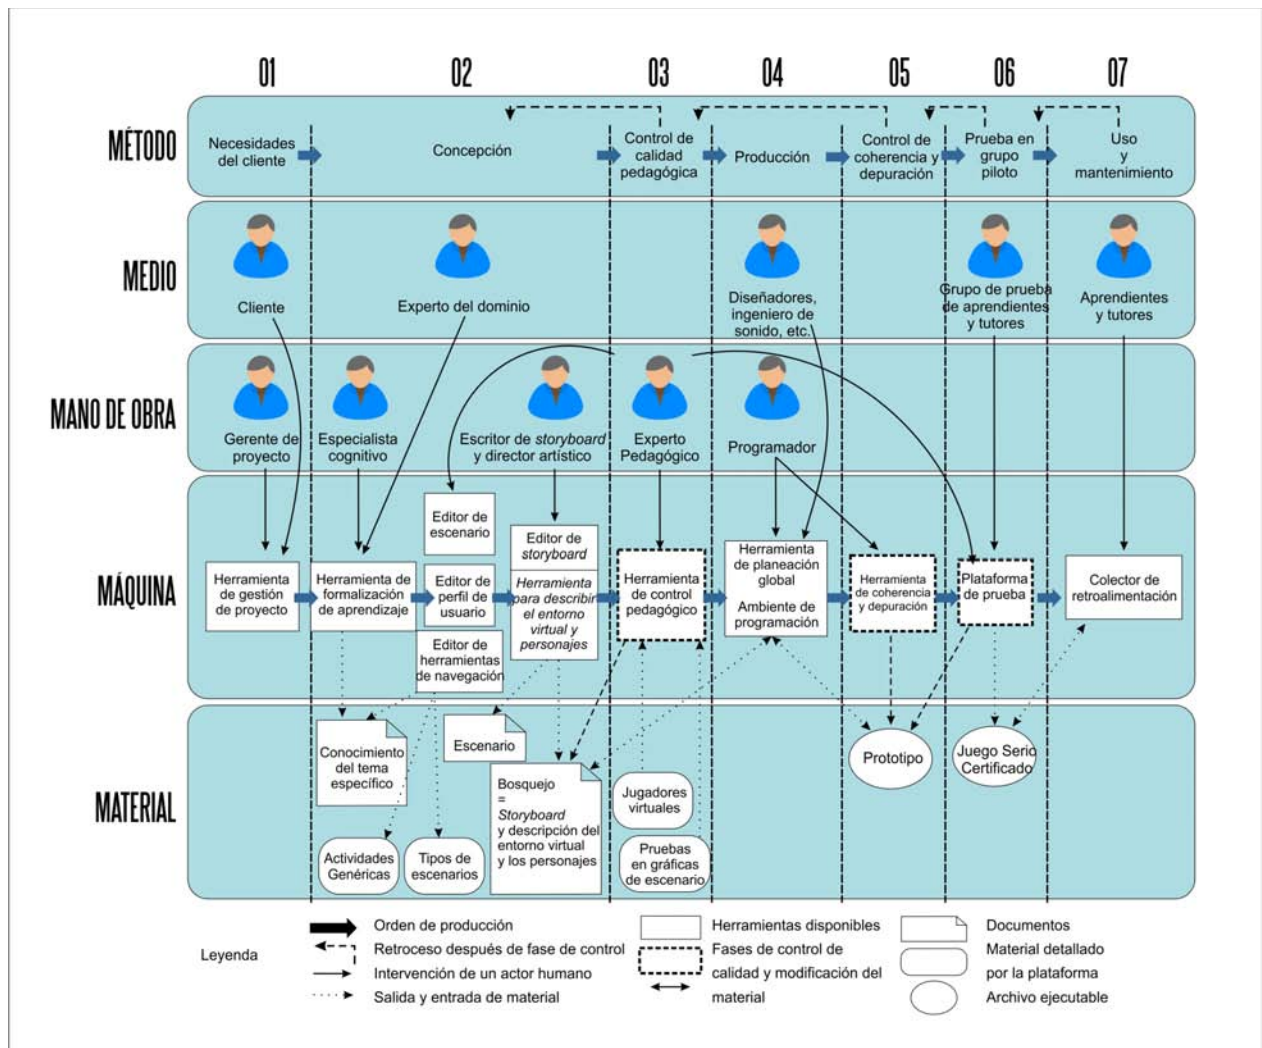 01
02
03
04
05
06
07
MÉTODO
Necesidades
del cliente
Concepción
Control de
calidad
pedagógica
Producción
Control de
coherencia y
depuración
Prueba en
grupo
piloto
Uso
y
mantenimiento
MEDIO
Cliente
Experto del dominio
Diseñadores,
ingeniero de
sonido, etc.
Grupo de prueba
de aprendientes
y tutores
Aprendientes
y tutores
MANO DE OBRA
Gerente de
proyecto
Especialista
cognitivo
Escritor de storyboard
y director artístico
Experto
Pedagógico
Programador
MÁQUINA
Herramienta
de gestión
de proyecto
Herramienta de
formalización
de aprendizaje
Editor de
escenario
Editor de
perfil de
usuario
Editor de
herramientas
de navegación
Editor de
storyboard
Herramienta
para describir
el entorno
virtual y
personajes
Herramienta
de control
pedagógico
Herramienta
de planeación
global
Ambiente de
programación
Herramienta
de coherencia
y depuración
Plataforma
de prueba
Colector de
retroalimentación
MATERIAL
Conocimiento
del tema
específico
Actividades
Genéricas
Tipos de
escenarios
Escenario
Bosquejo
=
Storyboard
y descripción del
entorno virtual
y los personajes
Jugadores
virtuales
Pruebas
en gráficas
de escenario
Prototipo
Juego Serio
Certificado
Leyenda
Orden de producción
Retroceso después de fase de control
Intervención de un actor humano
Salida y entrada de material
Herramientas disponibles
Fases de control de
calidad y modificación del
material
Documentos
Material detallado
por la plataforma
Archivo ejecutable